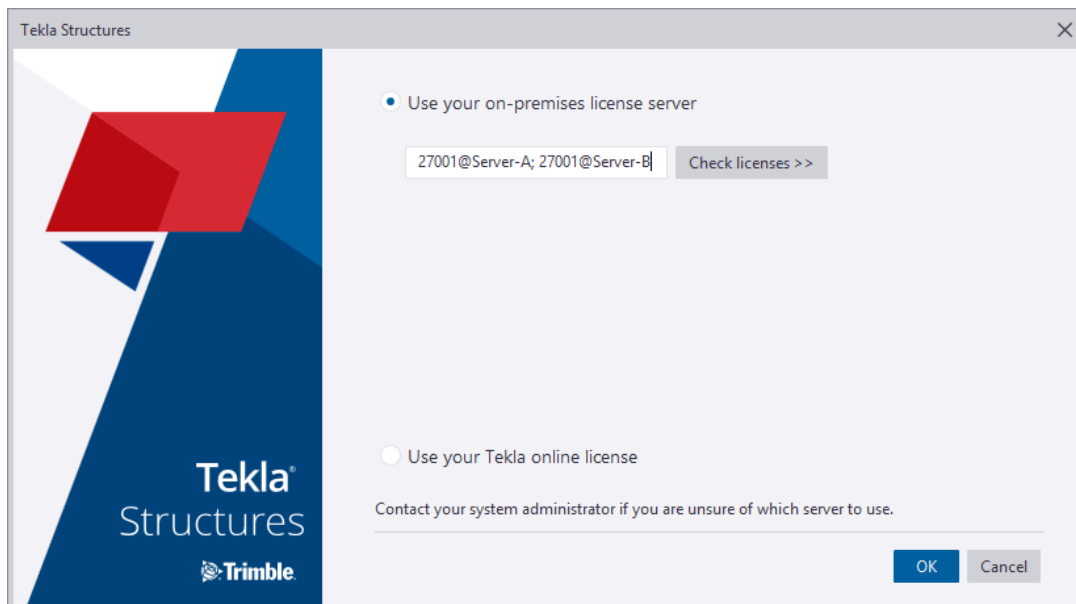 Tekla Structures
Use your on-premises license server
27001@Server-A; 27001@Server-B
Check licenses >>
Use your Tekla online license
Contact your system administrator if you are unsure of which server to use.
Tekla®
Structures
Trimble.
OK
Cancel